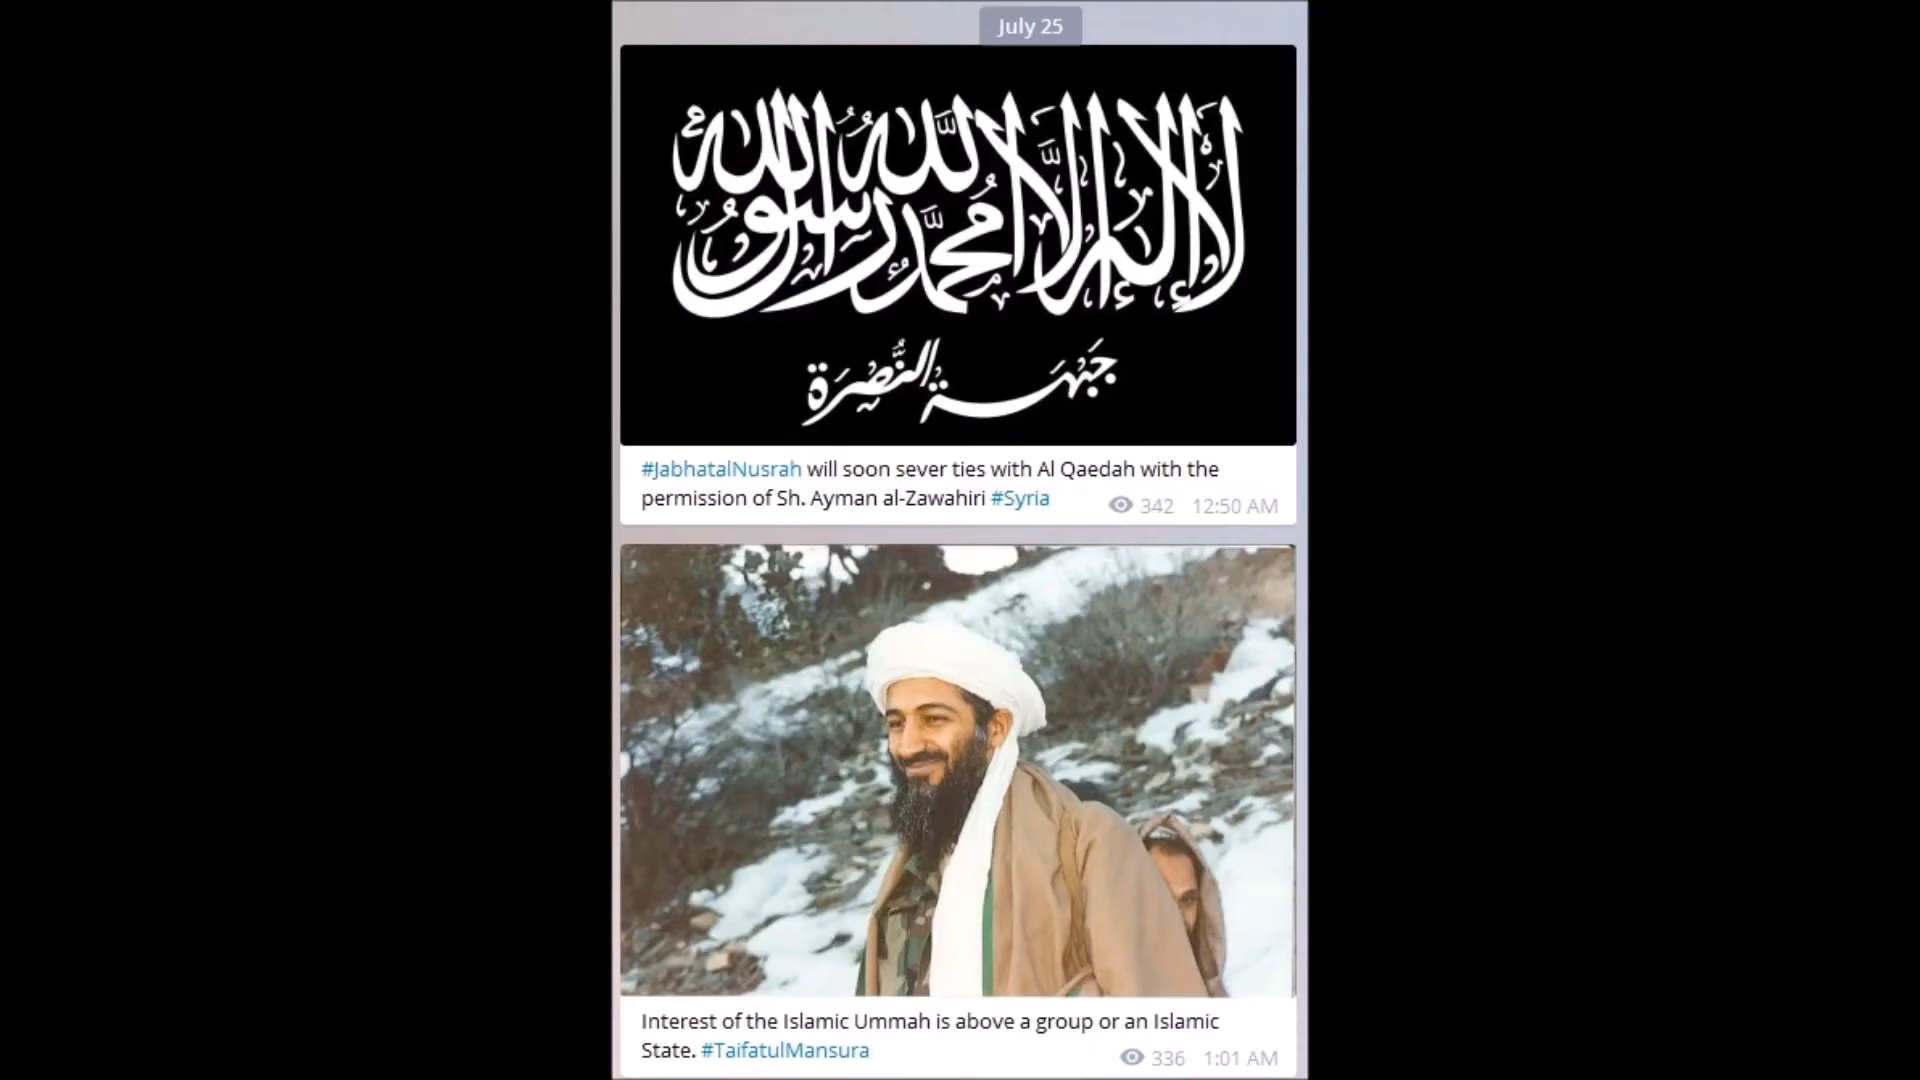 July 25
لا إله إلا الله محمد رسول الله
جَبْهَـــة النُّصْرَة
#JabhatalNusrah will soon sever ties with Al Qaedah with the
permission of Sh. Ayman al-Zawahiri #Syria
342 12:50 AM
Interest of the Islamic Ummah is above a group or an Islamic
State. #TaifatulMansura
336 1:01 AM